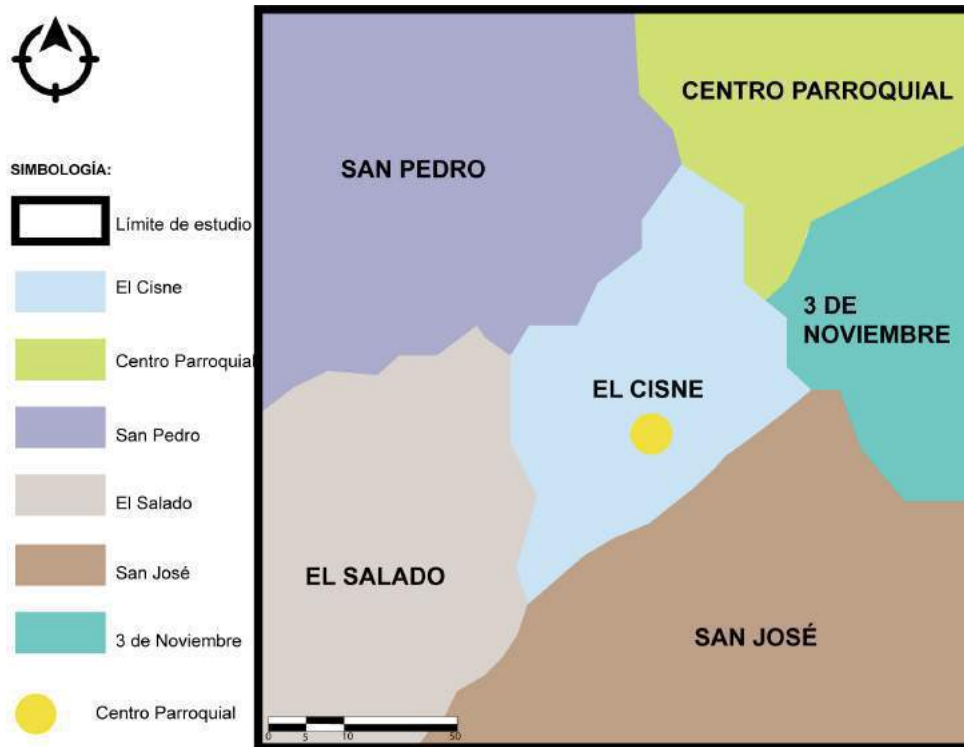 SIMBOLOGÍA:
Límite de estudio
El Cisne
Centro Parroquial
San Pedro
El Salado
San José
3 de Noviembre
Centro Parroquial
CENTRO PARROQUIAL
SAN PEDRO
3 DE
NOVIEMBRE
EL CISNE
EL SALADO
SAN JOSÉ
0 5 10 50